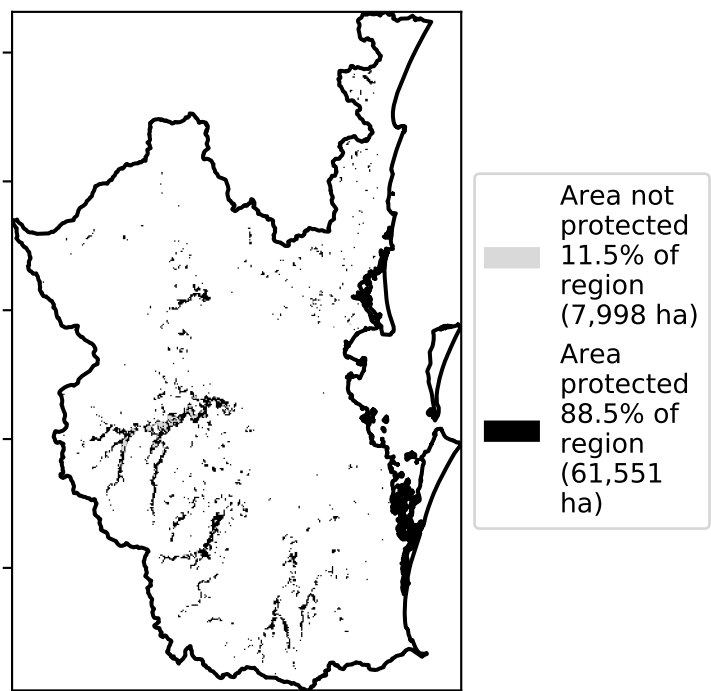 Area not
protected
11.5% of
region
(7,998 ha)
Area
protected
88.5% of
region
(61,551
ha)